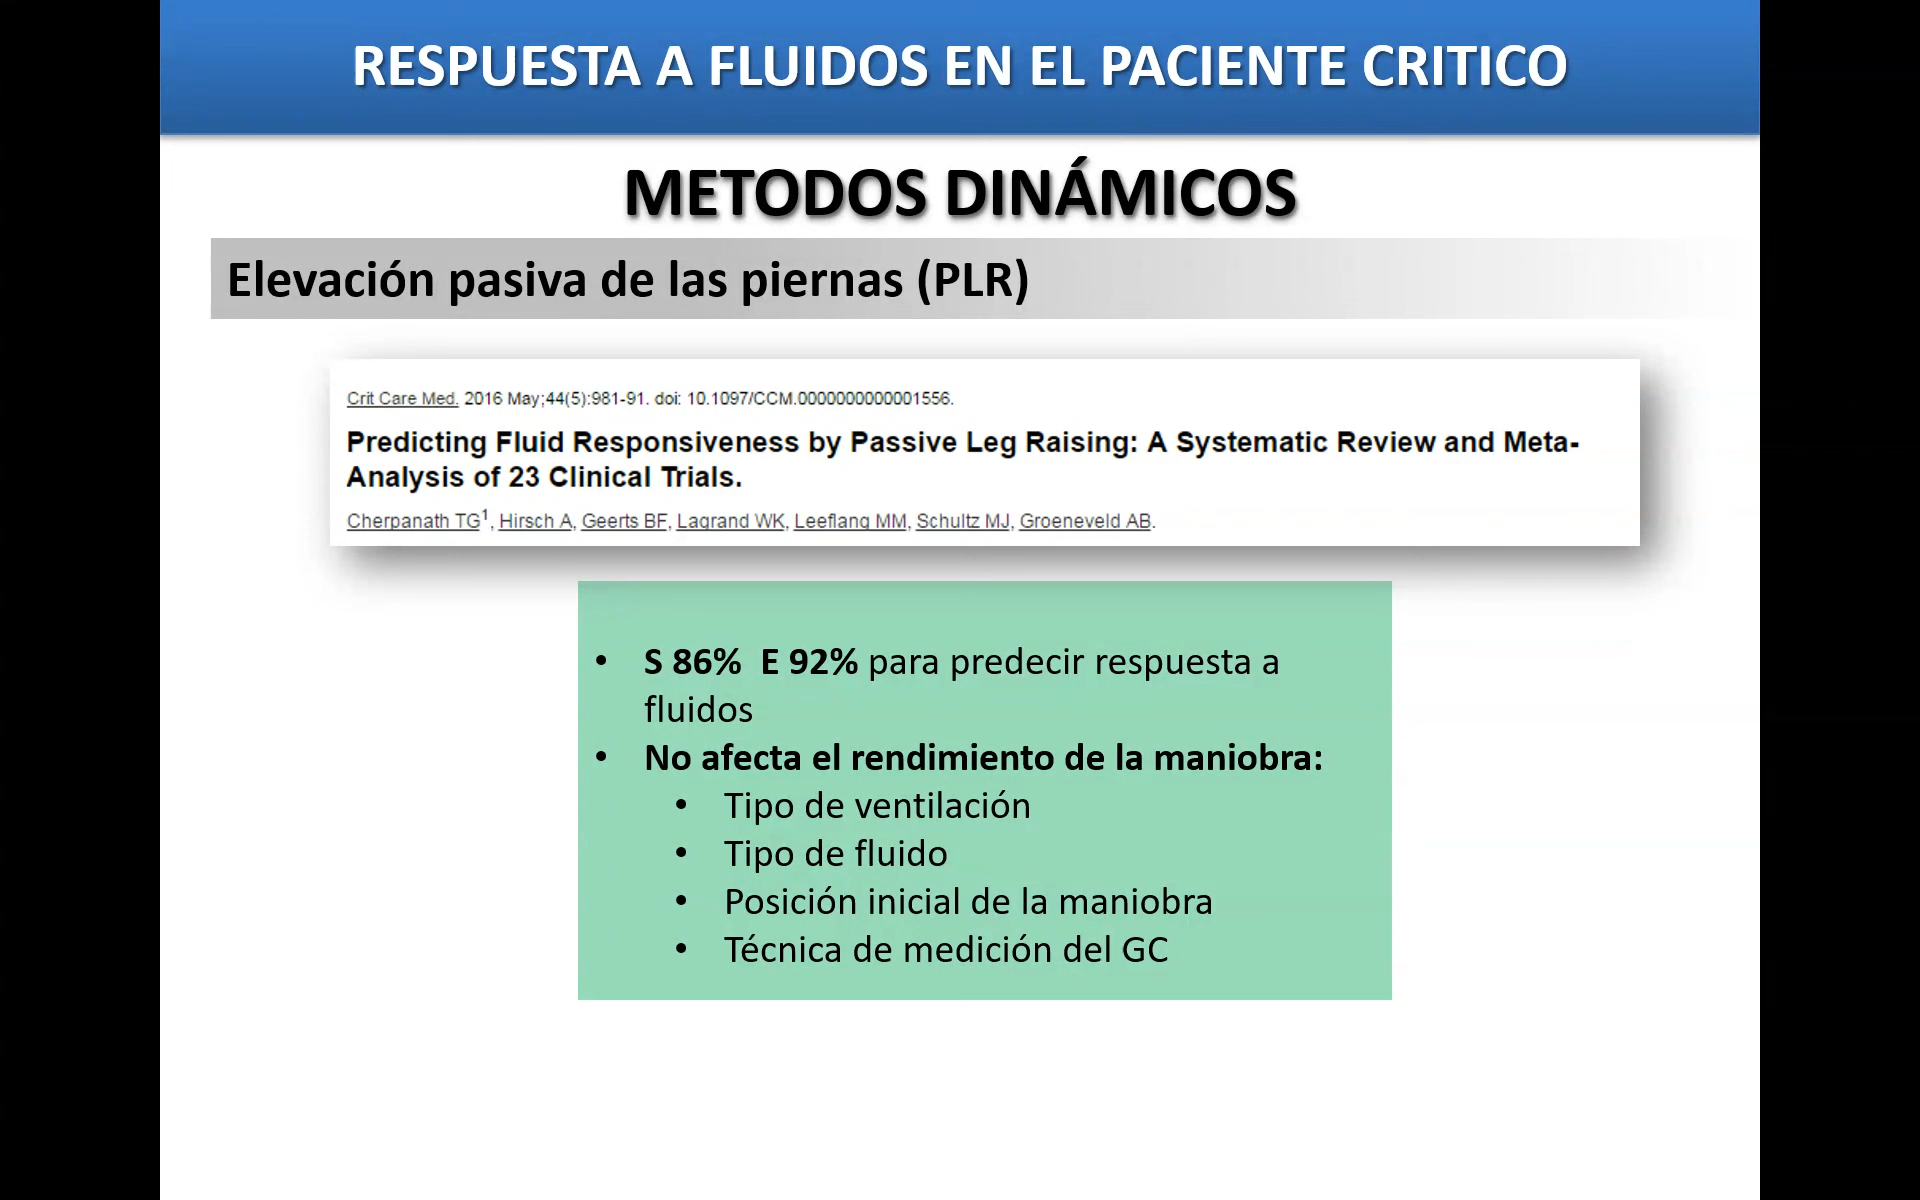 RESPUESTA A FLUIDOS EN EL PACIENTE CRITICO
METODOS DINÁMICOS
Elevación pasiva de las piernas (PLR)
Crit Care Med. 2016 May;44(5):981-91. doi: 10.1097/CCM.0000000000001556.
Predicting Fluid Responsiveness by Passive Leg Raising: A Systematic Review and Meta-
Analysis of 23 Clinical Trials.
Cherpanath TG1, Hirsch A, Geerts BF, Lagrand WK, Leeflang MM, Schultz MJ, Groeneveld AB.
• S 86%  E 92% para predecir respuesta a
fluidos
• No afecta el rendimiento de la maniobra:
• Tipo de ventilación
• Tipo de fluido
• Posición inicial de la maniobra
• Técnica de medición del GC